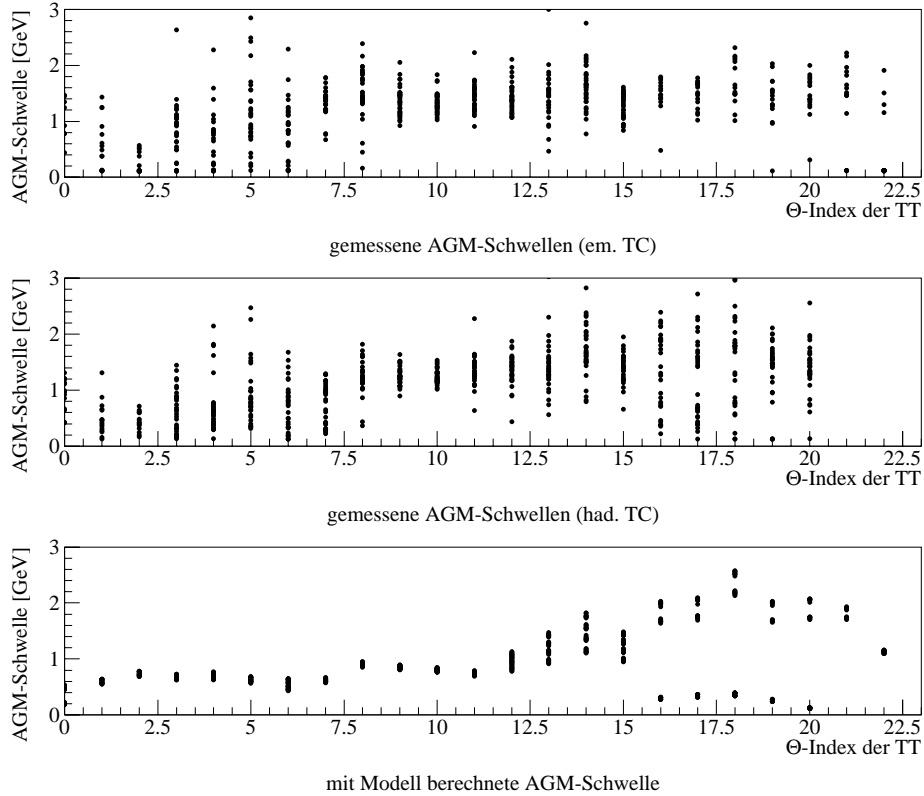 AGM-Schwelle [GeV]
3
2
1
0
0 2.5 5 7.5 10 12.5 15 17.5 20 22.5
Θ-Index der TT
gemessene AGM-Schwellen (em. TC)
AGM-Schwelle [GeV]
3
2
1
0
0 2.5 5 7.5 10 12.5 15 17.5 20 22.5
Θ-Index der TT
gemessene AGM-Schwellen (had. TC)
AGM-Schwelle [GeV]
3
2
1
0
0 2.5 5 7.5 10 12.5 15 17.5 20 22.5
Θ-Index der TT
mit Modell berechnete AGM-Schwelle